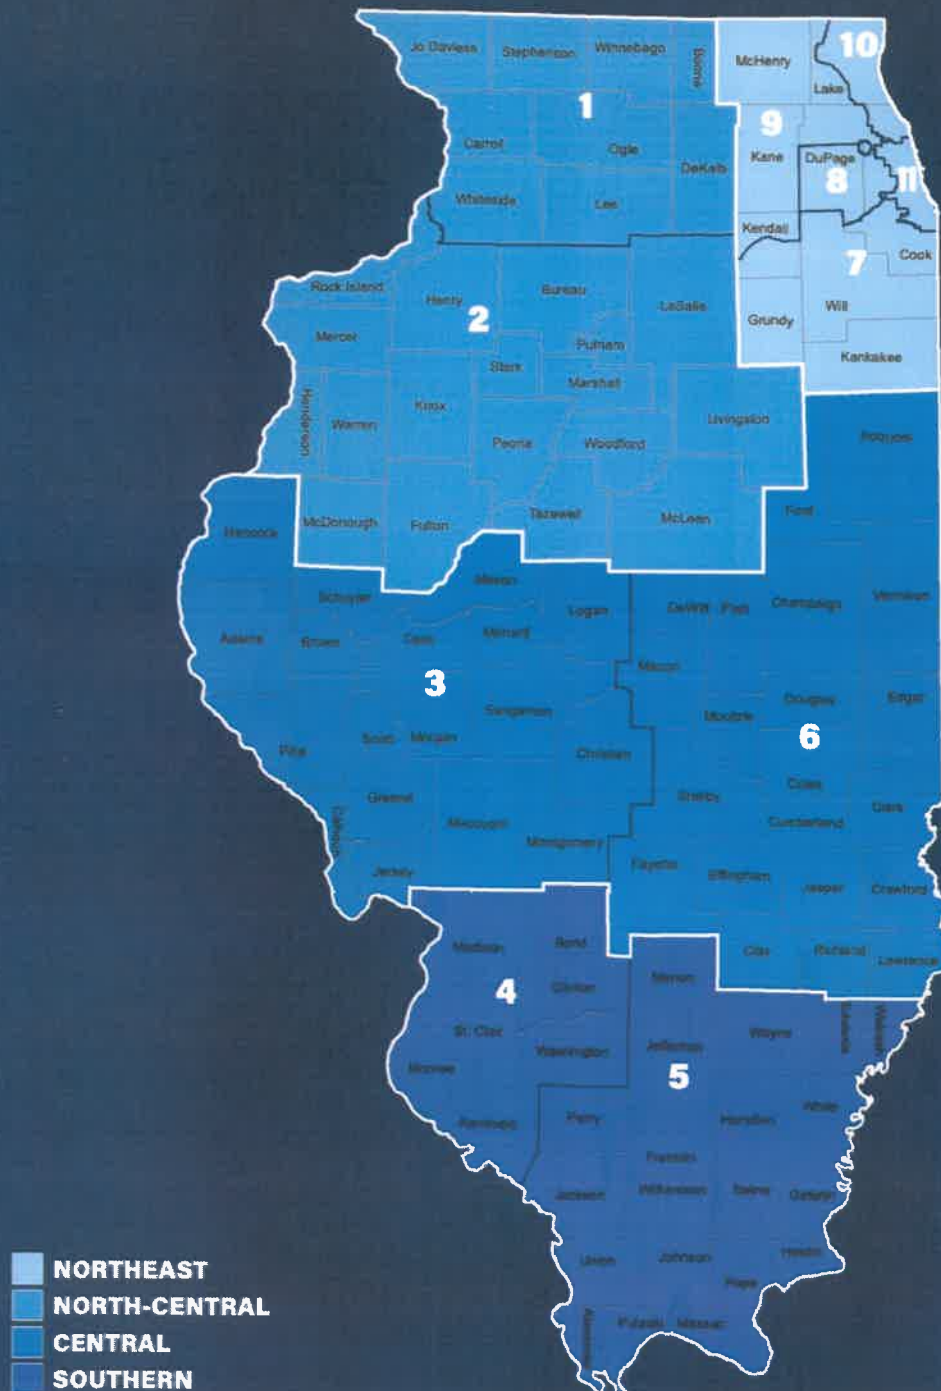 10
Jo Daviess
Stephenson
Winnebago
Boone
McHenry
Lake
1
9
Carroll
Ogle
DeKalb
Kane
DuPage
8
11
Whiteside
Lee
Kendall
7
Cook
Rock Island
Henry
Bureau
LaSalle
2
Grundy
Will
Mercer
Putnam
Kankakee
Stark
Marshall
Henderson
Warren
Knox
Livingston
Peoria
Woodford
McDonough
Fulton
Tazewell
McLean
Ford
Hancock
Mason
Schuyler
Logan
DeWitt
Piatt
Champaign
Vermilion
Adams
Brown
Cass
Menard
Macon
3
Sangamon
Moultrie
Douglas
Edgar
6
Pike
Scott
Morgan
Christian
Greene
Shelby
Coles
Clark
Calhoun
Macoupin
Montgomery
Cumberland
Jersey
Fayette
Effingham
Jasper
Crawford
Madison
Bond
Clay
Richland
Lawrence
4
Clinton
Marion
St. Clair
Washington
Jefferson
Wayne
Edwards
Wabash
Monroe
5
Randolph
Perry
Hamilton
White
Franklin
Jackson
Williamson
Saline
Gallatin
Union
Johnson
Hardin
Pope
Alexander
Pulaski
Massac
NORTHEAST
NORTH-CENTRAL
CENTRAL
SOUTHERN